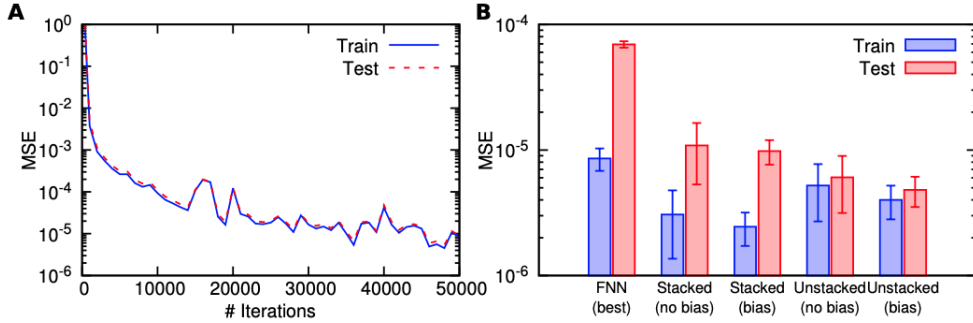 A
MSE
10^0
10^-1
10^-2
10^-3
10^-4
10^-5
10^-6
Train
Test
0 10000 20000 30000 40000 50000
# Iterations
B
MSE
10^-4
10^-5
10^-6
Train
Test
FNN (best)
Stacked (no bias)
Stacked (bias)
Unstacked (no bias)
Unstacked (bias)